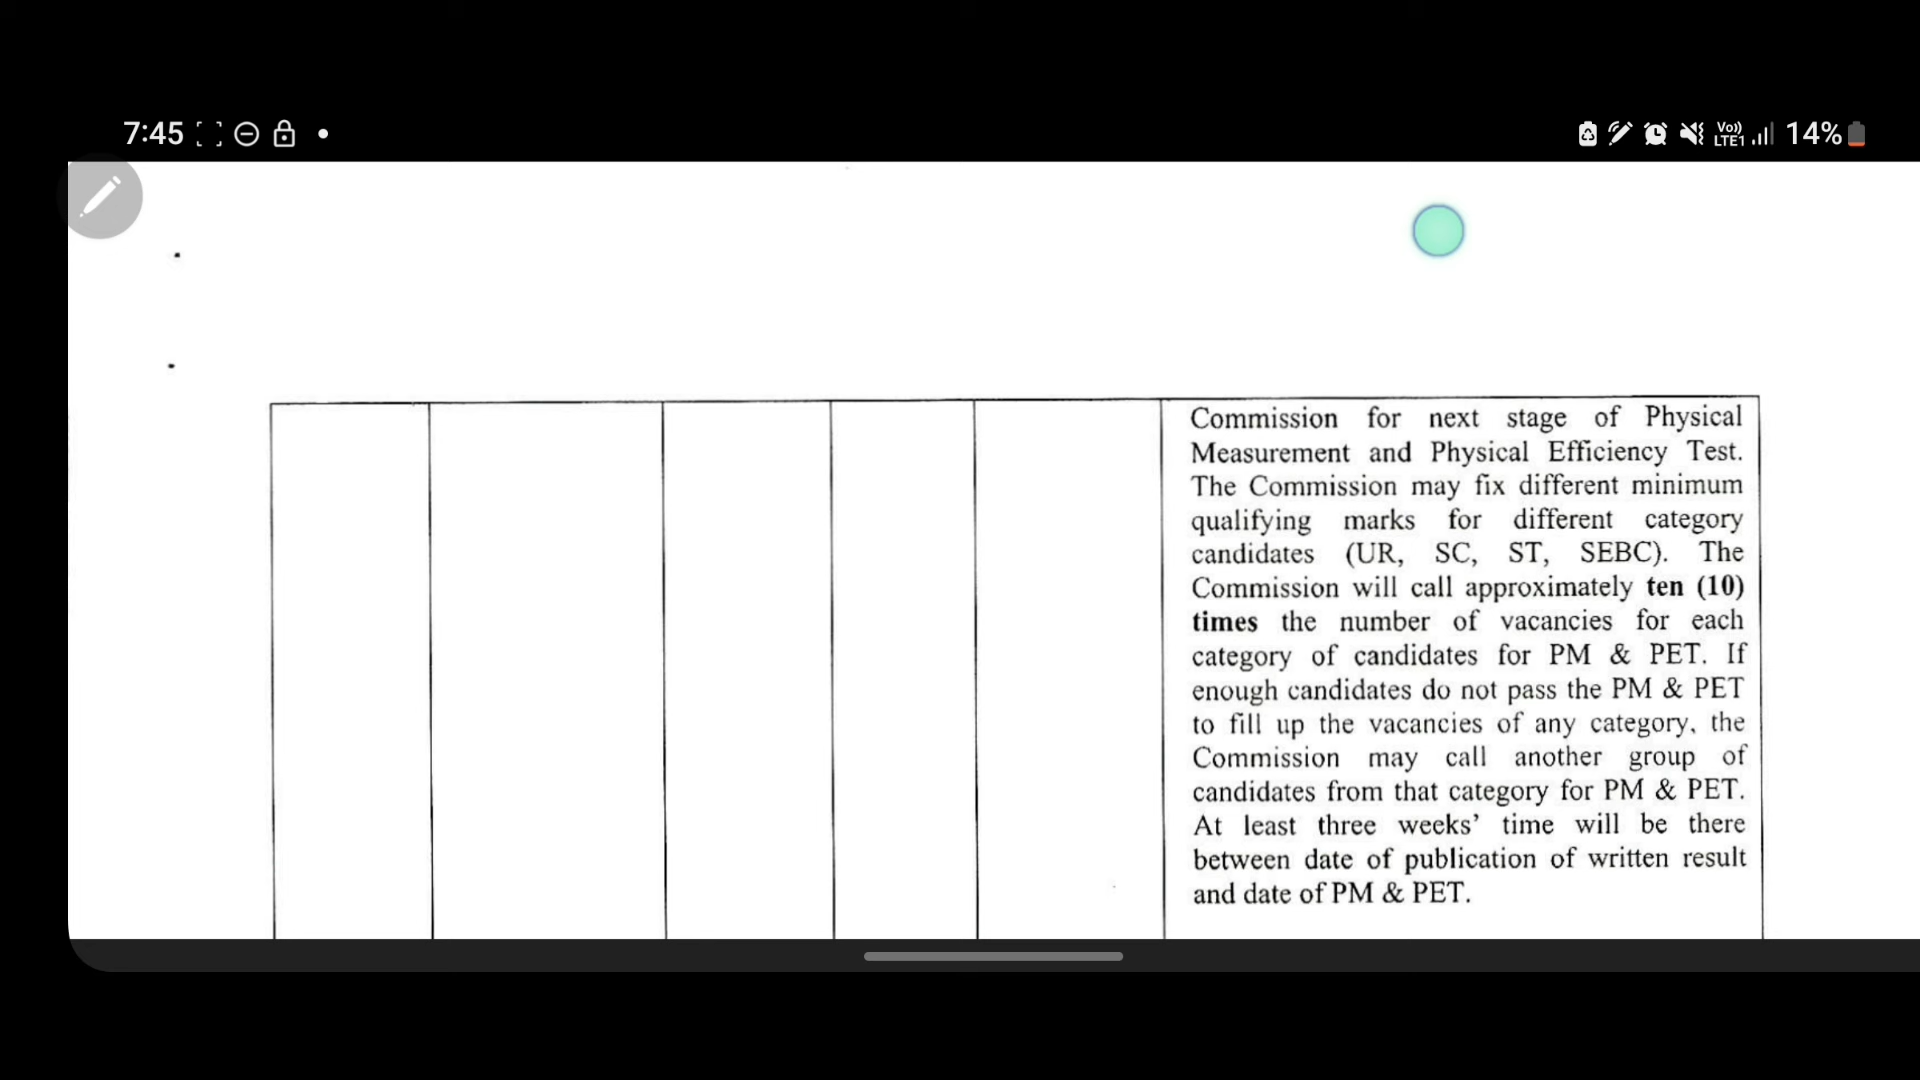 7:45
Vo))
LTE1
14%
Commission for next stage of Physical
Measurement and Physical Efficiency Test.
The Commission may fix different minimum
qualifying marks for different category
candidates (UR, SC, ST, SEBC). The
Commission will call approximately ten (10)
times the number of vacancies for each
category of candidates for PM & PET. If
enough candidates do not pass the PM & PET
to fill up the vacancies of any category, the
Commission may call another group of
candidates from that category for PM & PET.
At least three weeks’ time will be there
between date of publication of written result
and date of PM & PET.